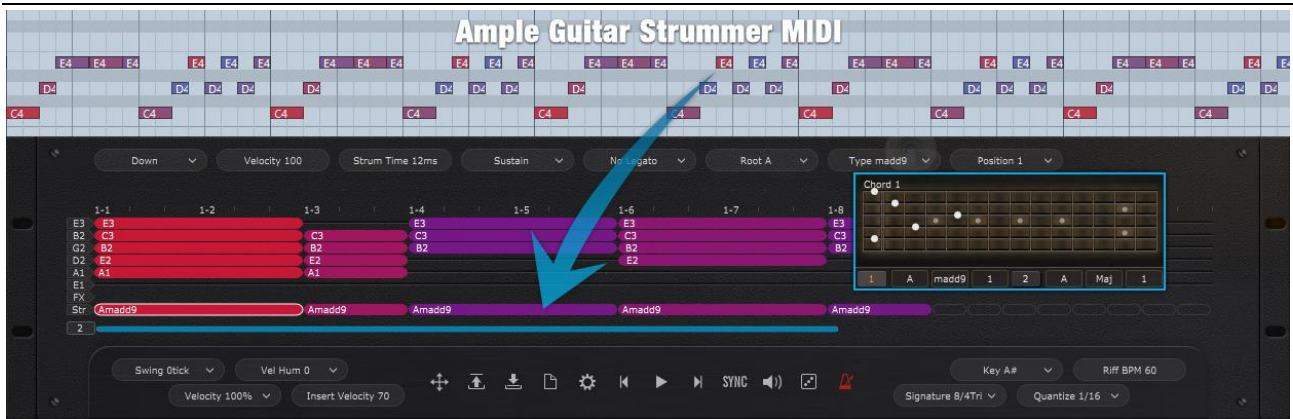 Ample Guitar Strummer MIDI
E4 E4 E4 E4 E4 E4 E4 E4 E4 E4 E4 E4 E4 E4 E4 E4 E4 E4 E4 E4 E4 E4 E4 E4 E4 E4 E4 E4 E4
D4 D4 D4 D4 D4 D4 D4 D4 D4 D4 D4 D4 D4 D4 D4 D4 D4 D4 D4
C4 C4 C4 C4 C4 C4 C4 C4 C4 C4
Down Velocity 100 Strum Time 12ms Sustain No Legato Root A Type madd9 Position 1
Chord 1
1-1 1-2 1-3 1-4 1-5 1-6 1-7 1-8
E3 E3 E3 E3 E3
B2 C3 C3 C3 C3 C3
G2 B2 B2 B2 B2 B2
D2 E2 E2 E2
A1 A1 A1
E1
FX
1 A madd9 1 2 A Maj 1
Str Amadd9 Amadd9 Amadd9 Amadd9 Amadd9
2
Swing 0tick Vel Hum 0 SYNC Key A# Riff BPM 60
Velocity 100% Insert Velocity 70 Signature 8/4Tri Quantize 1/16